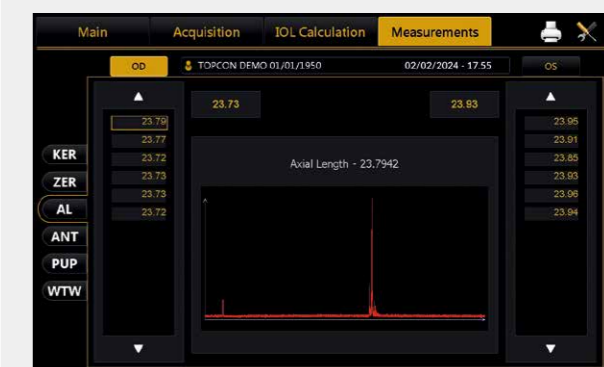 Main Acquisition IOL Calculation Measurements
OD TOPCON DEMO 01/01/1950 02/02/2024 - 17.55 OS
23.73 23.93
23.79 23.95
23.77 23.91
KER 23.72 Axial Length - 23.7942 23.85
ZER 23.73 23.93
23.73 23.96
AL 23.72 23.94
ANT
PUP
WTW